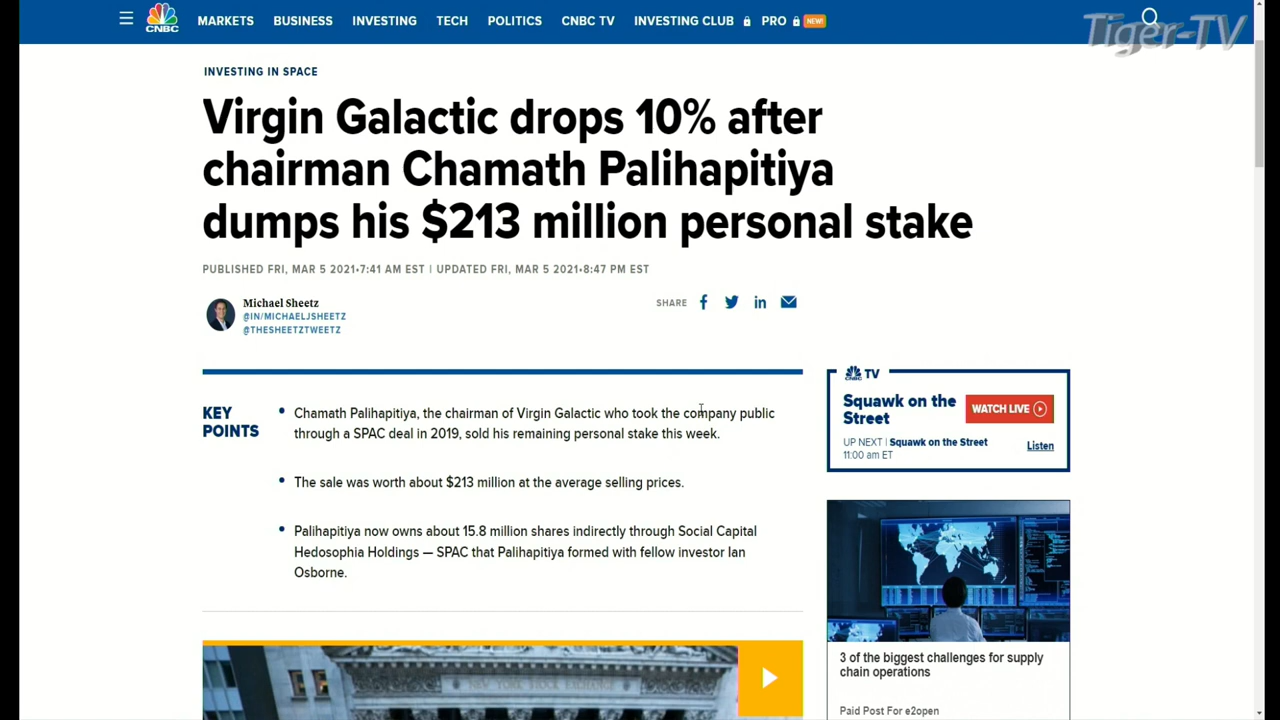 MARKETS BUSINESS INVESTING TECH POLITICS CNBC TV INVESTING CLUB PRO NEW!
CNBC
Tiger-TV
INVESTING IN SPACE
Virgin Galactic drops 10% after
chairman Chamath Palihapitiya
dumps his $213 million personal stake
PUBLISHED FRI, MAR 5 2021•7:41 AM EST | UPDATED FRI, MAR 5 2021•8:47 PM EST
Michael Sheetz
@IN/MICHAELJSHEETZ
@THESHEETZTWEETZ
SHARE
KEY
POINTS
• Chamath Palihapitiya, the chairman of Virgin Galactic who took the company public
through a SPAC deal in 2019, sold his remaining personal stake this week.
• The sale was worth about $213 million at the average selling prices.
• Palihapitiya now owns about 15.8 million shares indirectly through Social Capital
Hedosophia Holdings — SPAC that Palihapitiya formed with fellow investor Ian
Osborne.
CNBC TV
Squawk on the
Street
WATCH LIVE
UP NEXT | Squawk on the Street
11:00 am ET
Listen
NEW YORK STOCK EXCHANGE
3 of the biggest challenges for supply
chain operations
Paid Post For e2open